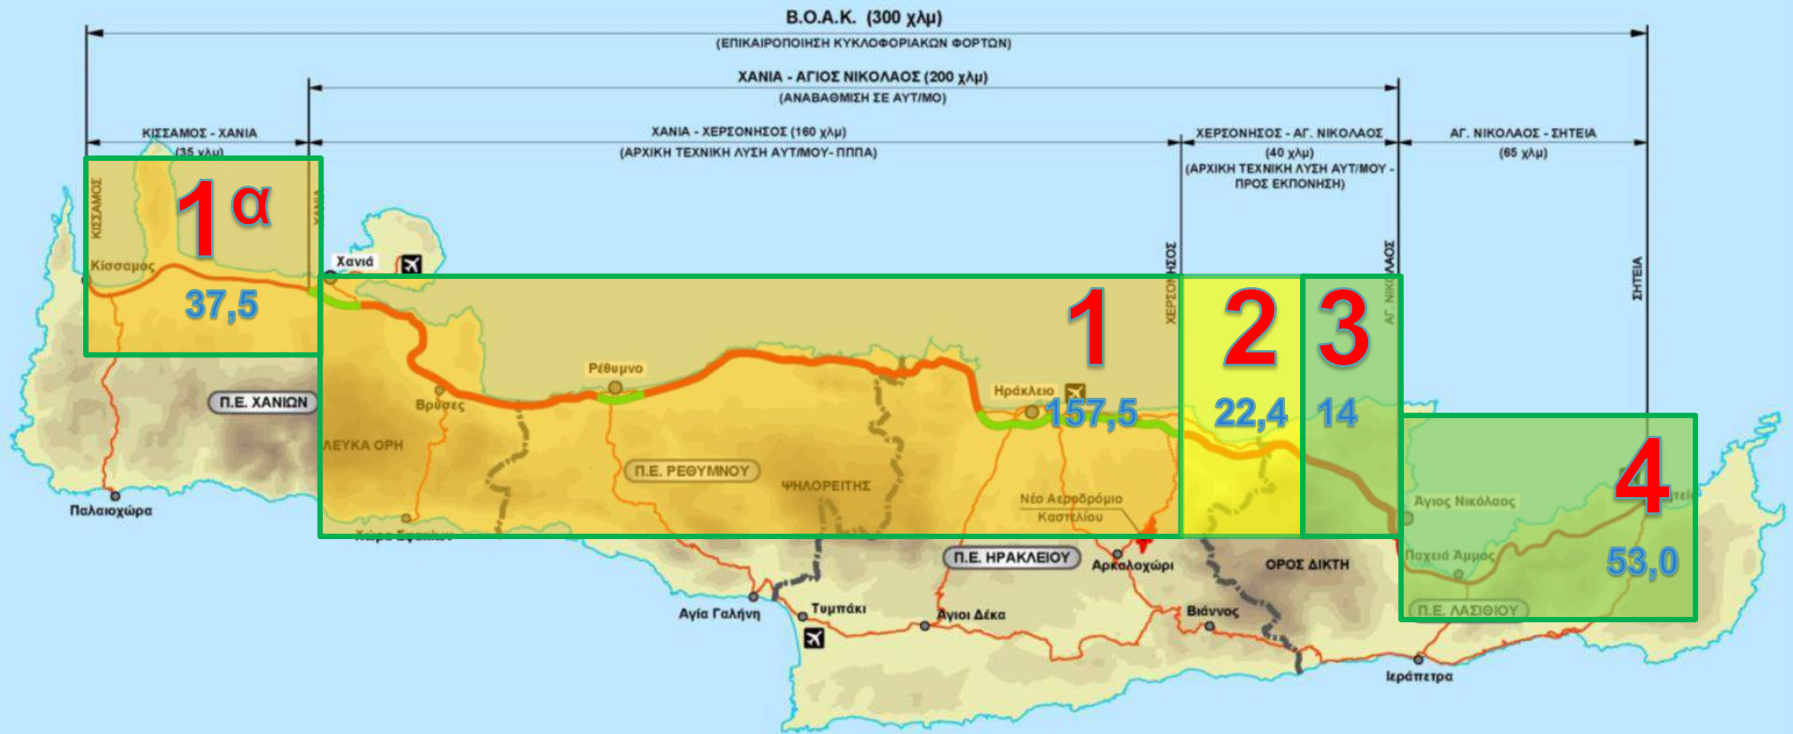 Β.Ο.Α.Κ. (300 χλμ)
(ΕΠΙΚΑΙΡΟΠΟΙΗΣΗ ΚΥΚΛΟΦΟΡΙΑΚΩΝ ΦΟΡΤΩΝ)
ΧΑΝΙΑ - ΑΓΙΟΣ ΝΙΚΟΛΑΟΣ (200 χλμ)
(ΑΝΑΒΑΘΜΙΣΗ ΣΕ ΑΥΤ/ΜΟ)
ΚΙΣΣΑΜΟΣ - ΧΑΝΙΑ
(35 χλμ)
ΧΑΝΙΑ - ΧΕΡΣΟΝΗΣΟΣ (160 χλμ)
(ΑΡΧΙΚΗ ΤΕΧΝΙΚΗ ΛΥΣΗ ΑΥΤ/ΜΟΥ- ΠΠΠΑ)
ΧΕΡΣΟΝΗΣΟΣ - ΑΓ. ΝΙΚΟΛΑΟΣ
(40 χλμ)
(ΑΡΧΙΚΗ ΤΕΧΝΙΚΗ ΛΥΣΗ ΑΥΤ/ΜΟΥ -
ΠΡΟΣ ΕΚΠΟΝΗΣΗ)
ΑΓ. ΝΙΚΟΛΑΟΣ - ΣΗΤΕΙΑ
(65 χλμ)
ΚΙΣΣΑΜΟΣ
ΧΑΝΙΑ
ΧΕΡΣΟΝΗΣΟΣ
ΑΓ. ΝΙΚΟΛΑΟΣ
ΣΗΤΕΙΑ
1α
37,5
1
157,5
2
22,4
3
14
4
53,0
Κίσσαμος
Χανιά
Π.Ε. ΧΑΝΙΩΝ
Βρύσες
Ρέθυμνο
Ηράκλειο
ΛΕΥΚΑ ΟΡΗ
Π.Ε. ΡΕΘΥΜΝΟΥ
ΨΗΛΟΡΕΙΤΗΣ
Νέο Αεροδρόμιο
Καστελίου
Άγιος Νικόλαος
Παλαιοχώρα
Χώρα Σφακίων
Π.Ε. ΗΡΑΚΛΕΙΟΥ
Αρκαλοχώρι
ΟΡΟΣ ΔΙΚΤΗ
Παχειά Άμμος
Αγία Γαλήνη
Τυμπάκι
Άγιοι Δέκα
Βιάννος
Π.Ε. ΛΑΣΙΘΙΟΥ
Ιεράπετρα